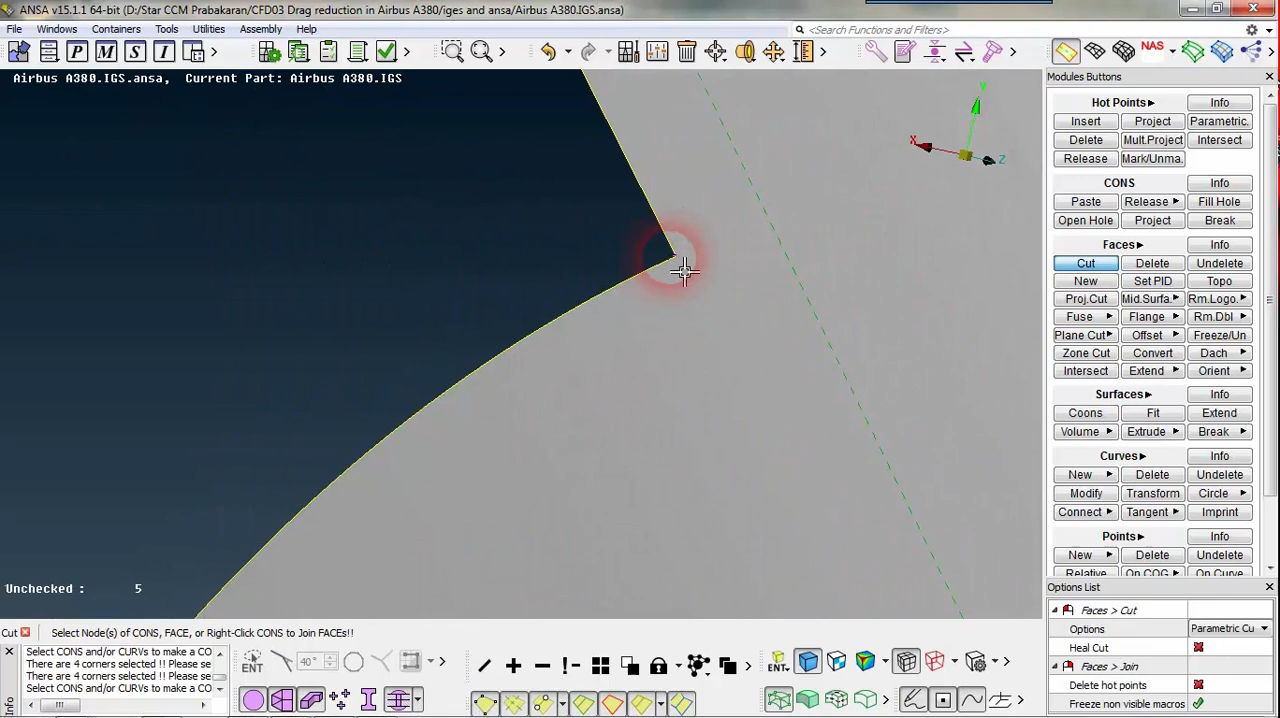 ANSA v15.1.1 64-bit (D:/Star CCM Prabakaran/CFD03 Drag reduction in Airbus A380/iges and ansa/Airbus A380.IGS.ansa)
File Windows Containers Tools Utilities Assembly Help
<Search Functions and Filters>
P M S I NAS
Airbus A380.IGS.ansa, Current Part: Airbus A380.IGS
Y
X
Z
Modules Buttons
Hot Points Info
Insert Project Parametric.
Delete Mult.Project Intersect
Release Mark/Unma.
CONS Info
Paste Release Fill Hole
Open Hole Project Break
Faces Info
Cut Delete Undelete
New Set PID Topo
Proj.Cut Mid.Surfa. Rm.Logo.
Fuse Flange Rm.Dbl
Plane Cut Offset Freeze/Un
Zone Cut Convert Dach
Intersect Extend Orient
Surfaces Info
Coons Fit Extend
Volume Extrude Break
Curves Info
New Delete Undelete
Modify Transform Circle
Connect Tangent Imprint
Points Info
New Delete Undelete
Relative On COG On Curve
Unchecked : 5
Options List
Faces > Cut
Options Parametric Cu
Heal Cut
Faces > Join
Delete hot points
Freeze non visible macros
Cut Select Node(s) of CONS, FACE, or Right-Click CONS to Join FACEs!!
Select CONS and/or CURVs to make a CO
There are 4 corners selected !! Please se
There are 4 corners selected !! Please se
Select CONS and/or CURVs to make a CO
Info
ENT 40° ENT